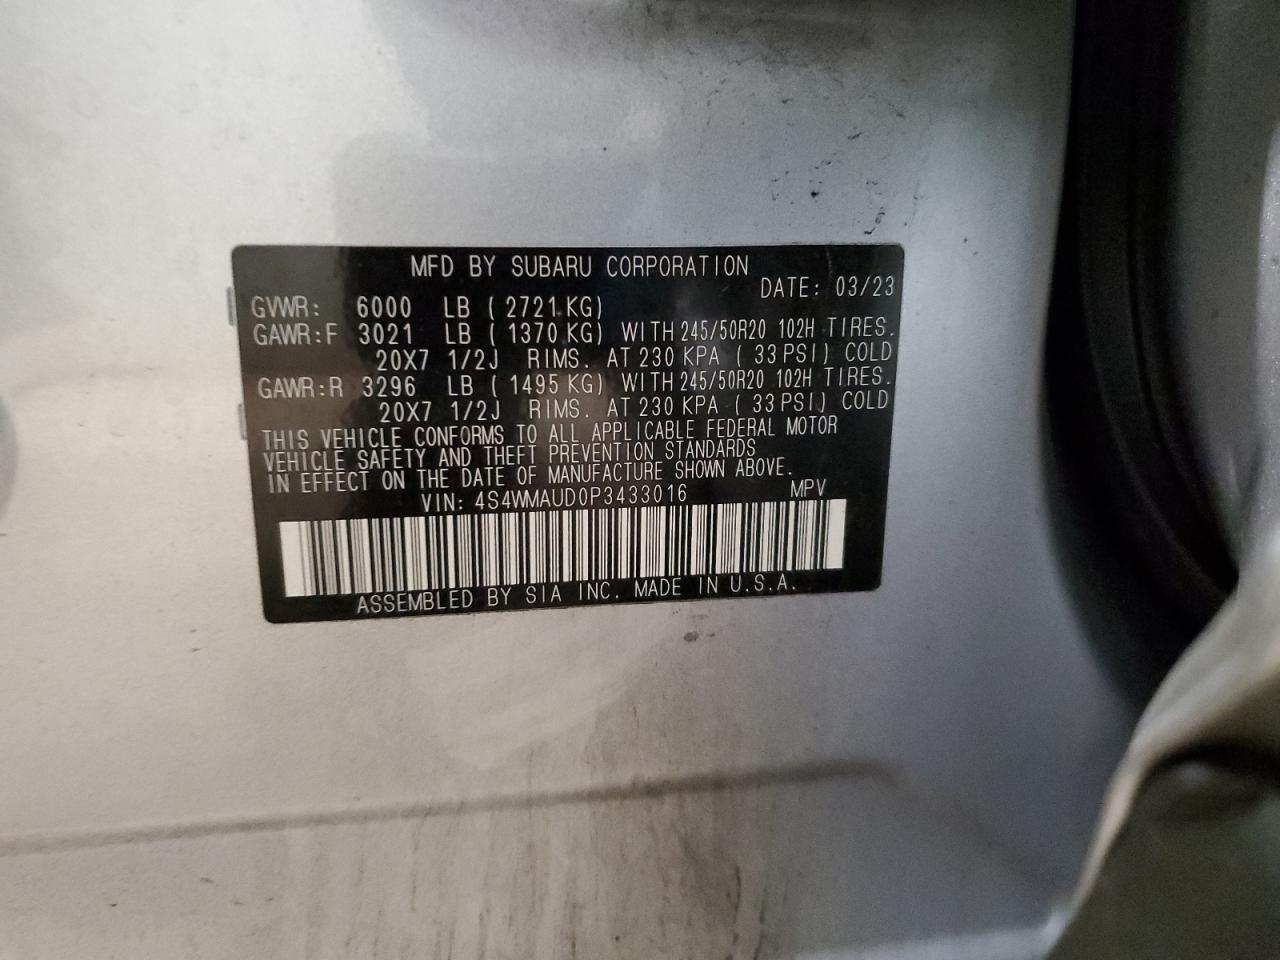 MFD BY SUBARU CORPORATION
DATE: 03/23
GVWR: 6000 LB ( 2721 KG)
GAWR:F 3021 LB ( 1370 KG) WITH 245/50R20 102H TIRES.
20X7 1/2J RIMS. AT 230 KPA ( 33 PSI) COLD
GAWR:R 3296 LB ( 1495 KG) WITH 245/50R20 102H TIRES.
20X7 1/2J RIMS. AT 230 KPA ( 33 PSI) COLD
THIS VEHICLE CONFORMS TO ALL APPLICABLE FEDERAL MOTOR
VEHICLE SAFETY AND THEFT PREVENTION STANDARDS
IN EFFECT ON THE DATE OF MANUFACTURE SHOWN ABOVE.
VIN: 4S4WMAUD0P3433016 MPV
ASSEMBLED BY SIA INC. MADE IN U.S.A.